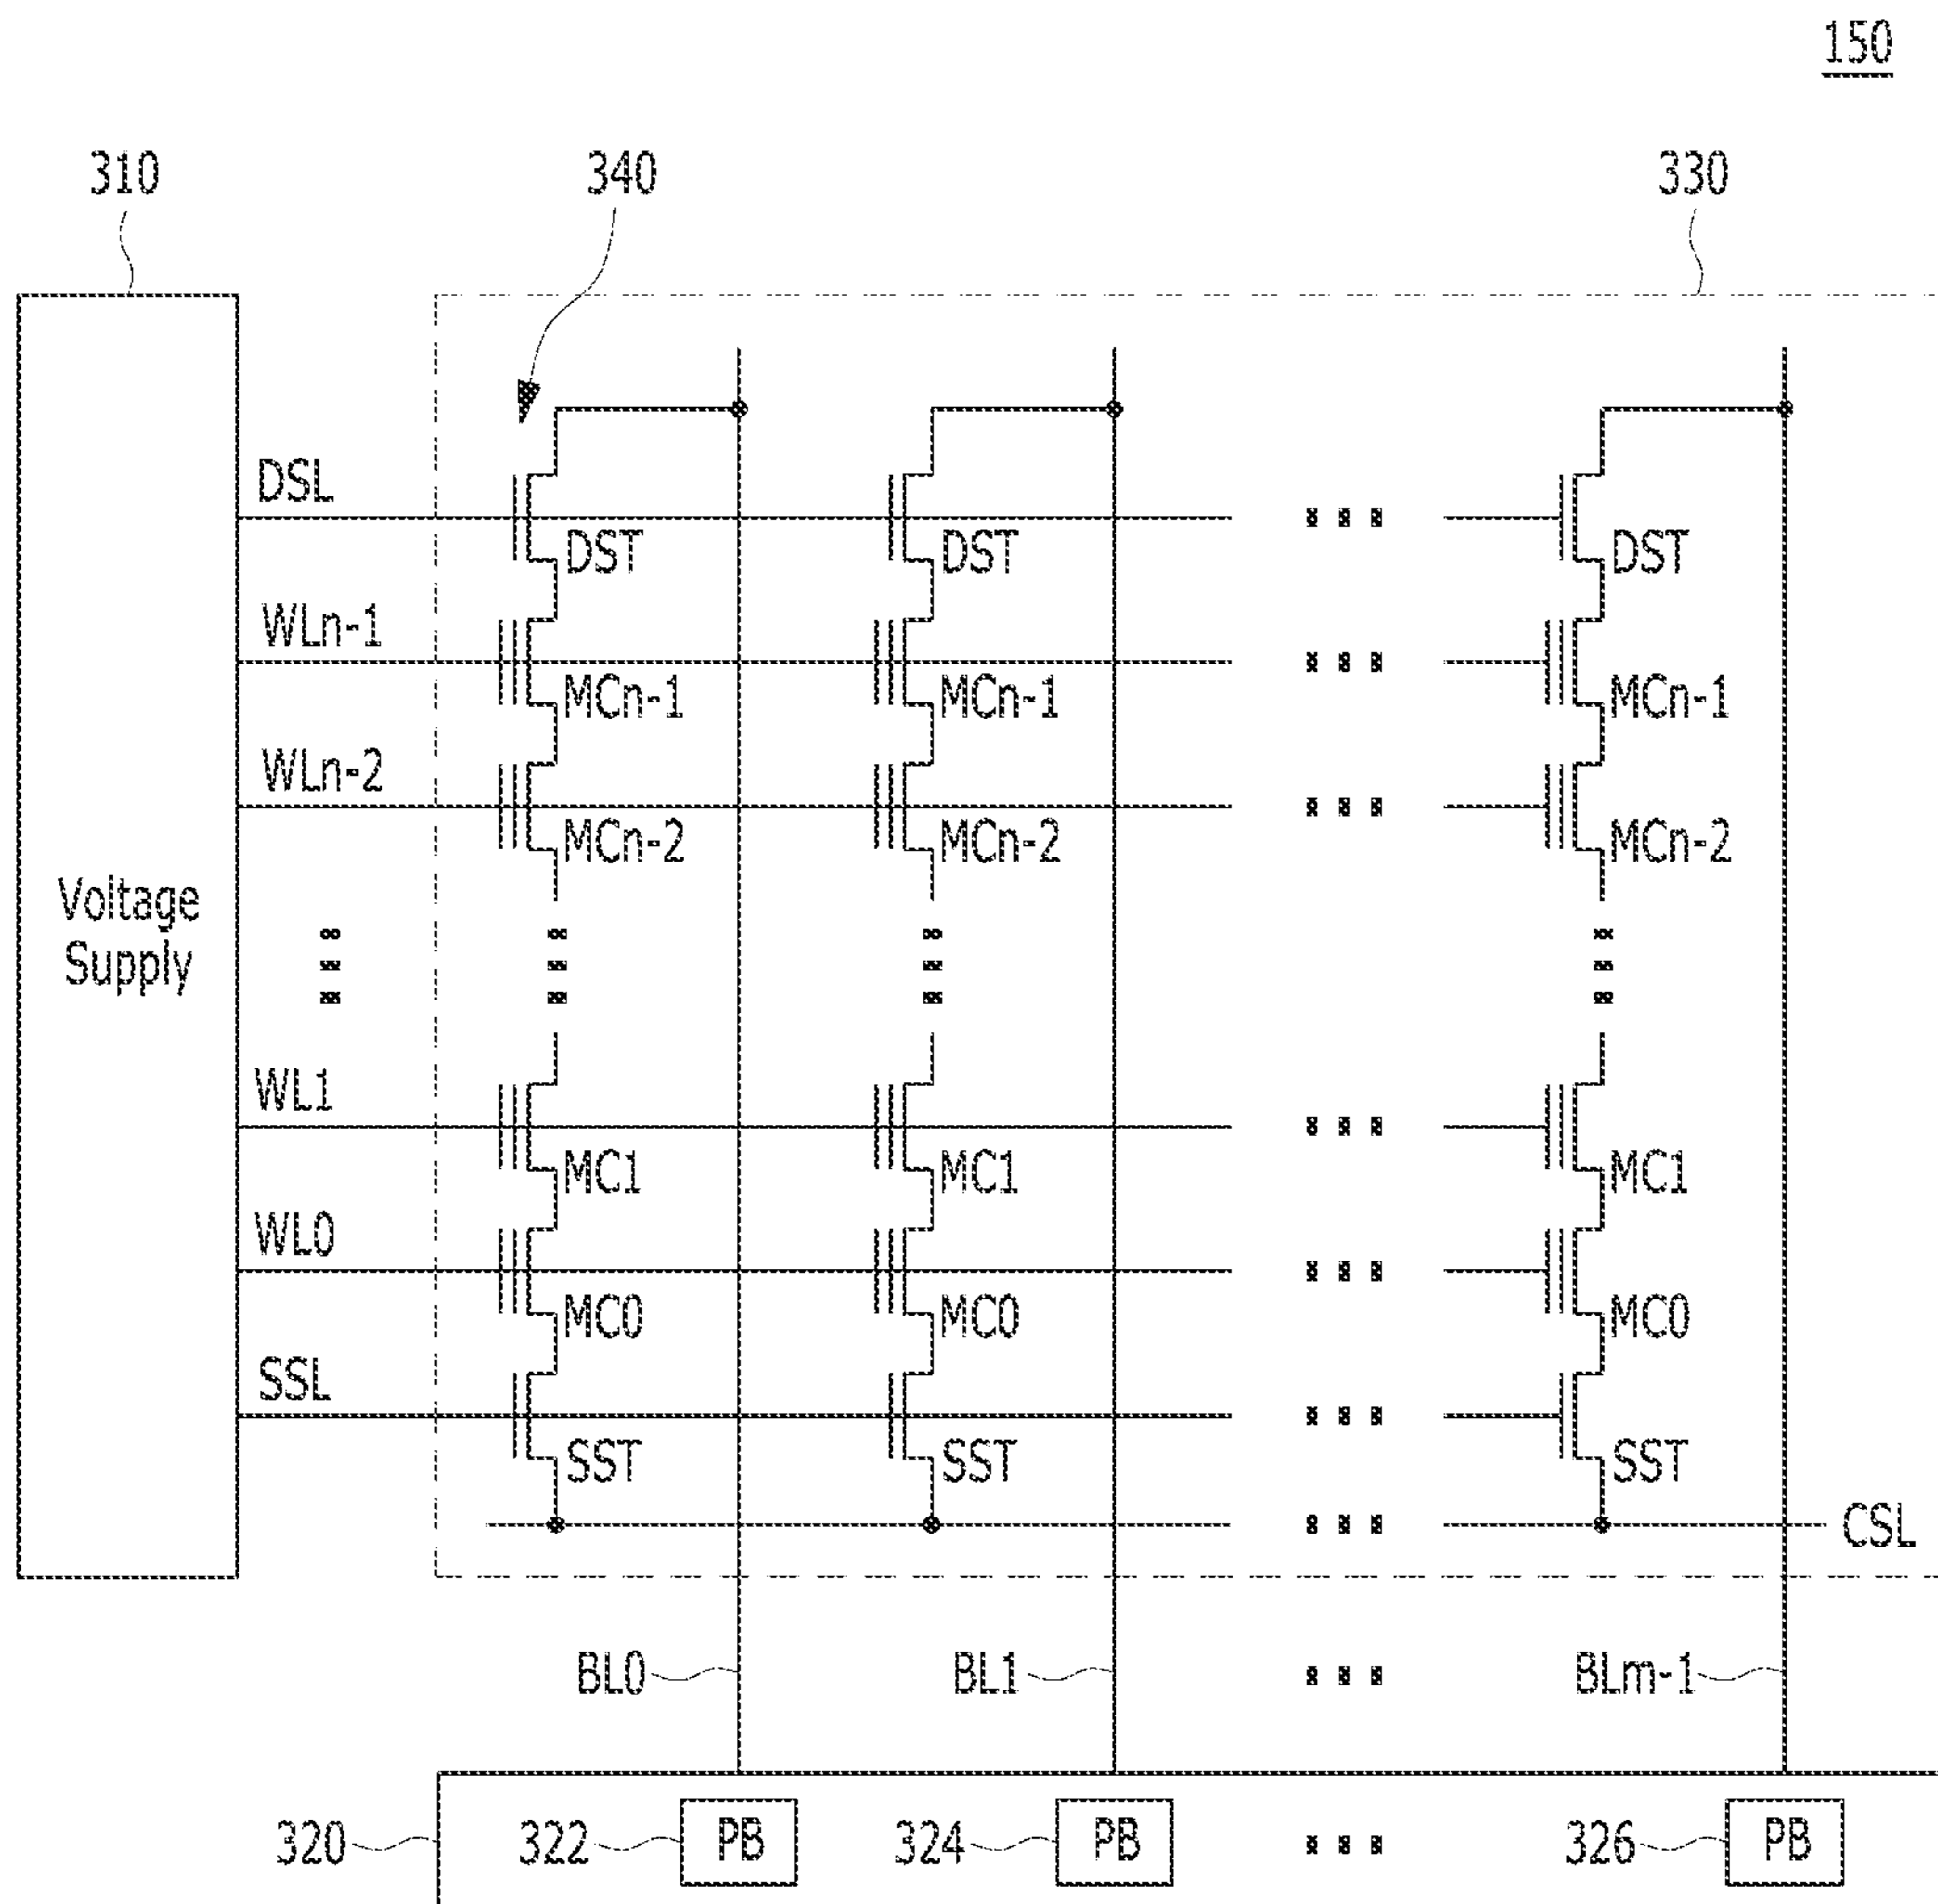 150
310 340 330
DSL
DST DST DST
WLn-1
MCn-1 MCn-1 MCn-1
WLn-2
MCn-2 MCn-2 MCn-2
Voltage
Supply
WL1
MC1 MC1 MC1
WL0
MC0 MC0 MC0
SSL
SST SST SST
CSL
BL0 BL1 BLm-1
320 322 PB 324 PB 326 PB